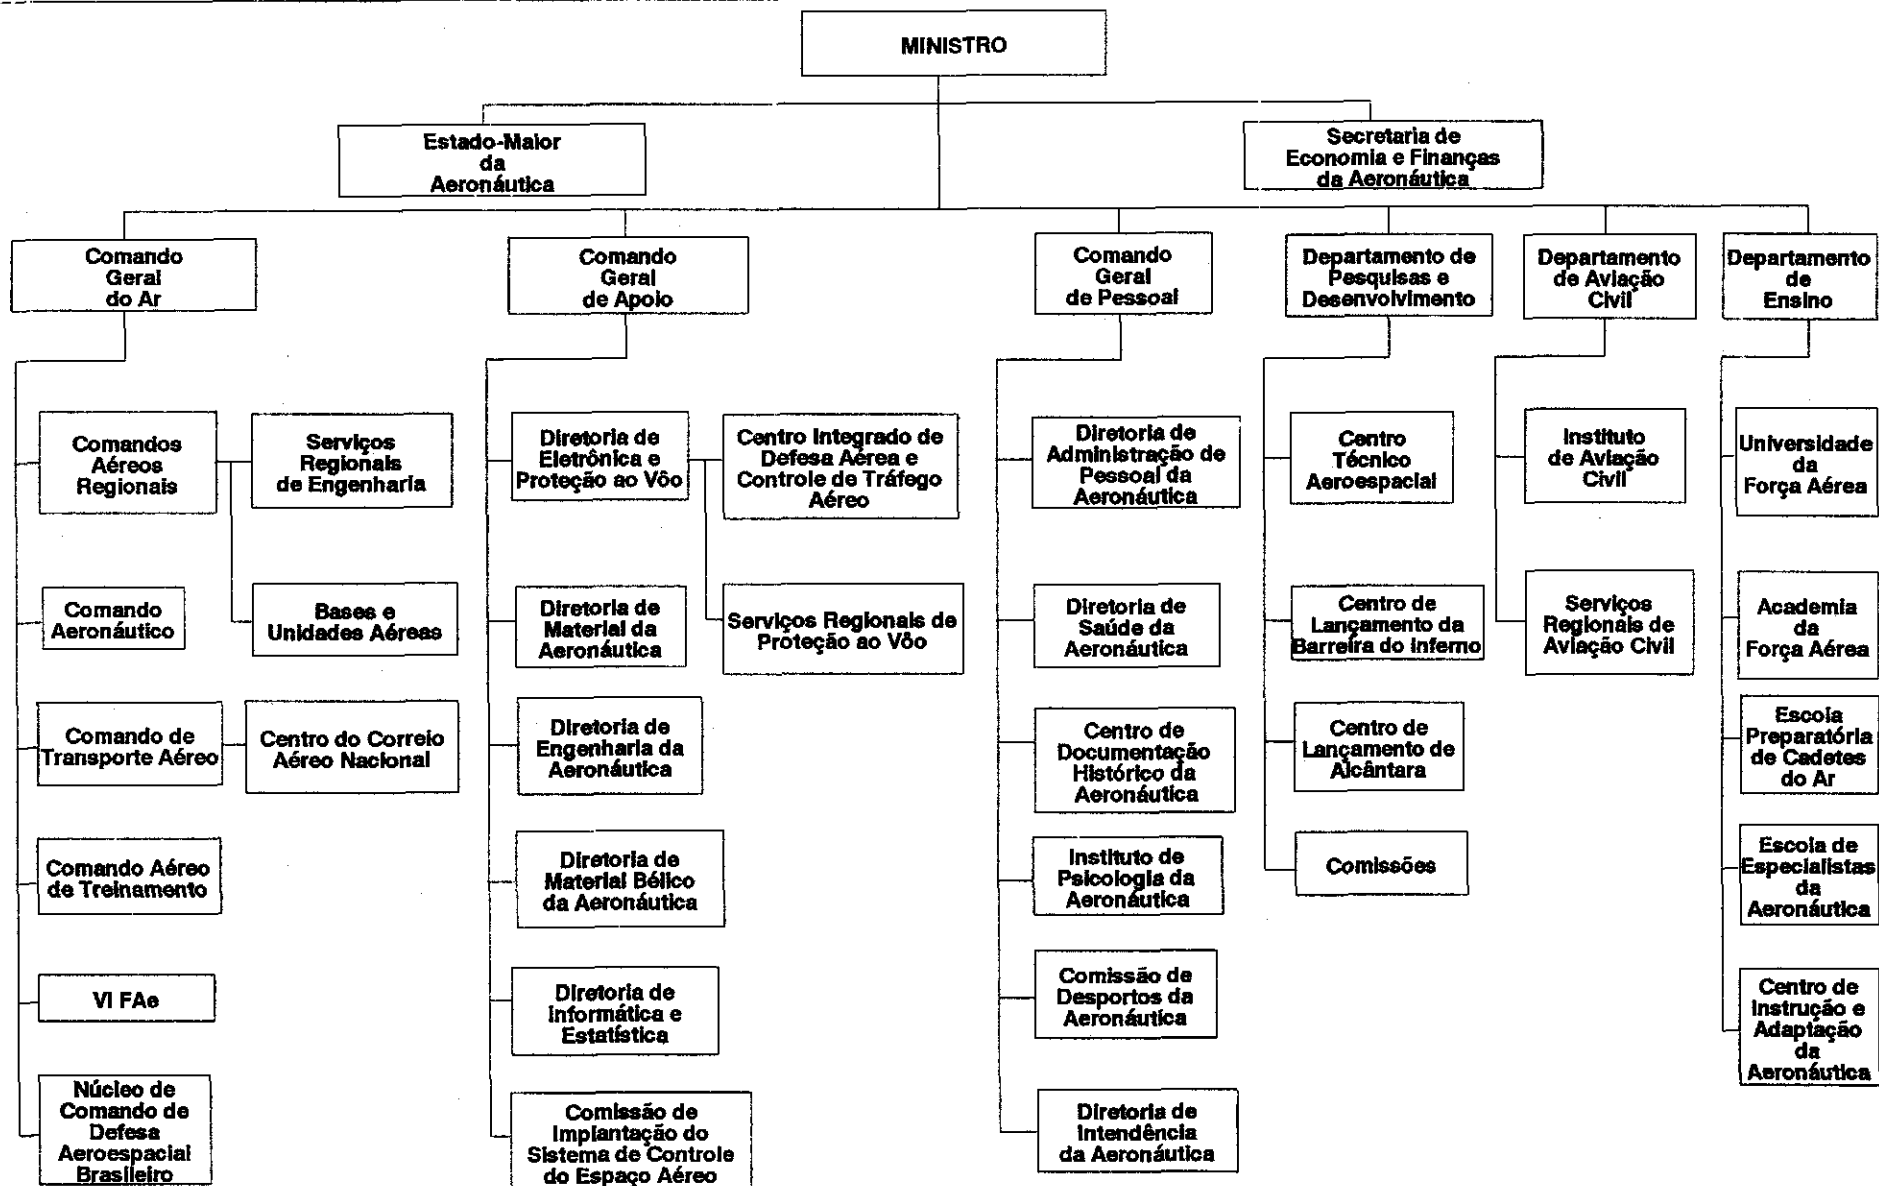 MINISTRO
Estado-Maior
da
Aeronáutica
Secretaria de
Economia e Finanças
da Aeronáutica
Comando
Geral
do Ar
Comando
Geral
de Apoio
Comando
Geral
de Pessoal
Departamento de
Pesquisas e
Desenvolvimento
Departamento
de Aviação
Civil
Departamento
de
Ensino
Comandos
Aéreos
Regionais
Serviços
Regionais
de Engenharia
Bases e
Unidades Aéreas
Comando
Aeronáutico
Comando de
Transporte Aéreo
Centro do Correio
Aéreo Nacional
Comando Aéreo
de Treinamento
VI FAe
Núcleo de
Comando de
Defesa
Aeroespacial
Brasileiro
Diretoria de
Eletrônica e
Proteção ao Vôo
Centro Integrado de
Defesa Aérea e
Controle de Tráfego
Aéreo
Serviços Regionais de
Proteção ao Vôo
Diretoria de
Material da
Aeronáutica
Diretoria de
Engenharia da
Aeronáutica
Diretoria de
Material Bélico
da Aeronáutica
Diretoria de
Informática e
Estatística
Comissão de
Implantação do
Sistema de Controle
do Espaço Aéreo
Diretoria de
Administração de
Pessoal da
Aeronáutica
Diretoria de
Saúde da
Aeronáutica
Centro de
Documentação
Histórico da
Aeronáutica
Instituto de
Psicologia da
Aeronáutica
Comissão de
Desportos da
Aeronáutica
Diretoria de
Intendência
da Aeronáutica
Centro
Técnico
Aeroespacial
Centro de
Lançamento da
Barreira do Inferno
Centro de
Lançamento de
Alcântara
Comissões
Instituto
de Aviação
Civil
Serviços
Regionais de
Aviação Civil
Universidade
da
Força Aérea
Academia
da
Força Aérea
Escola
Preparatória
de Cadetes
do Ar
Escola de
Especialistas
da
Aeronáutica
Centro de
Instrução e
Adaptação
da
Aeronáutica